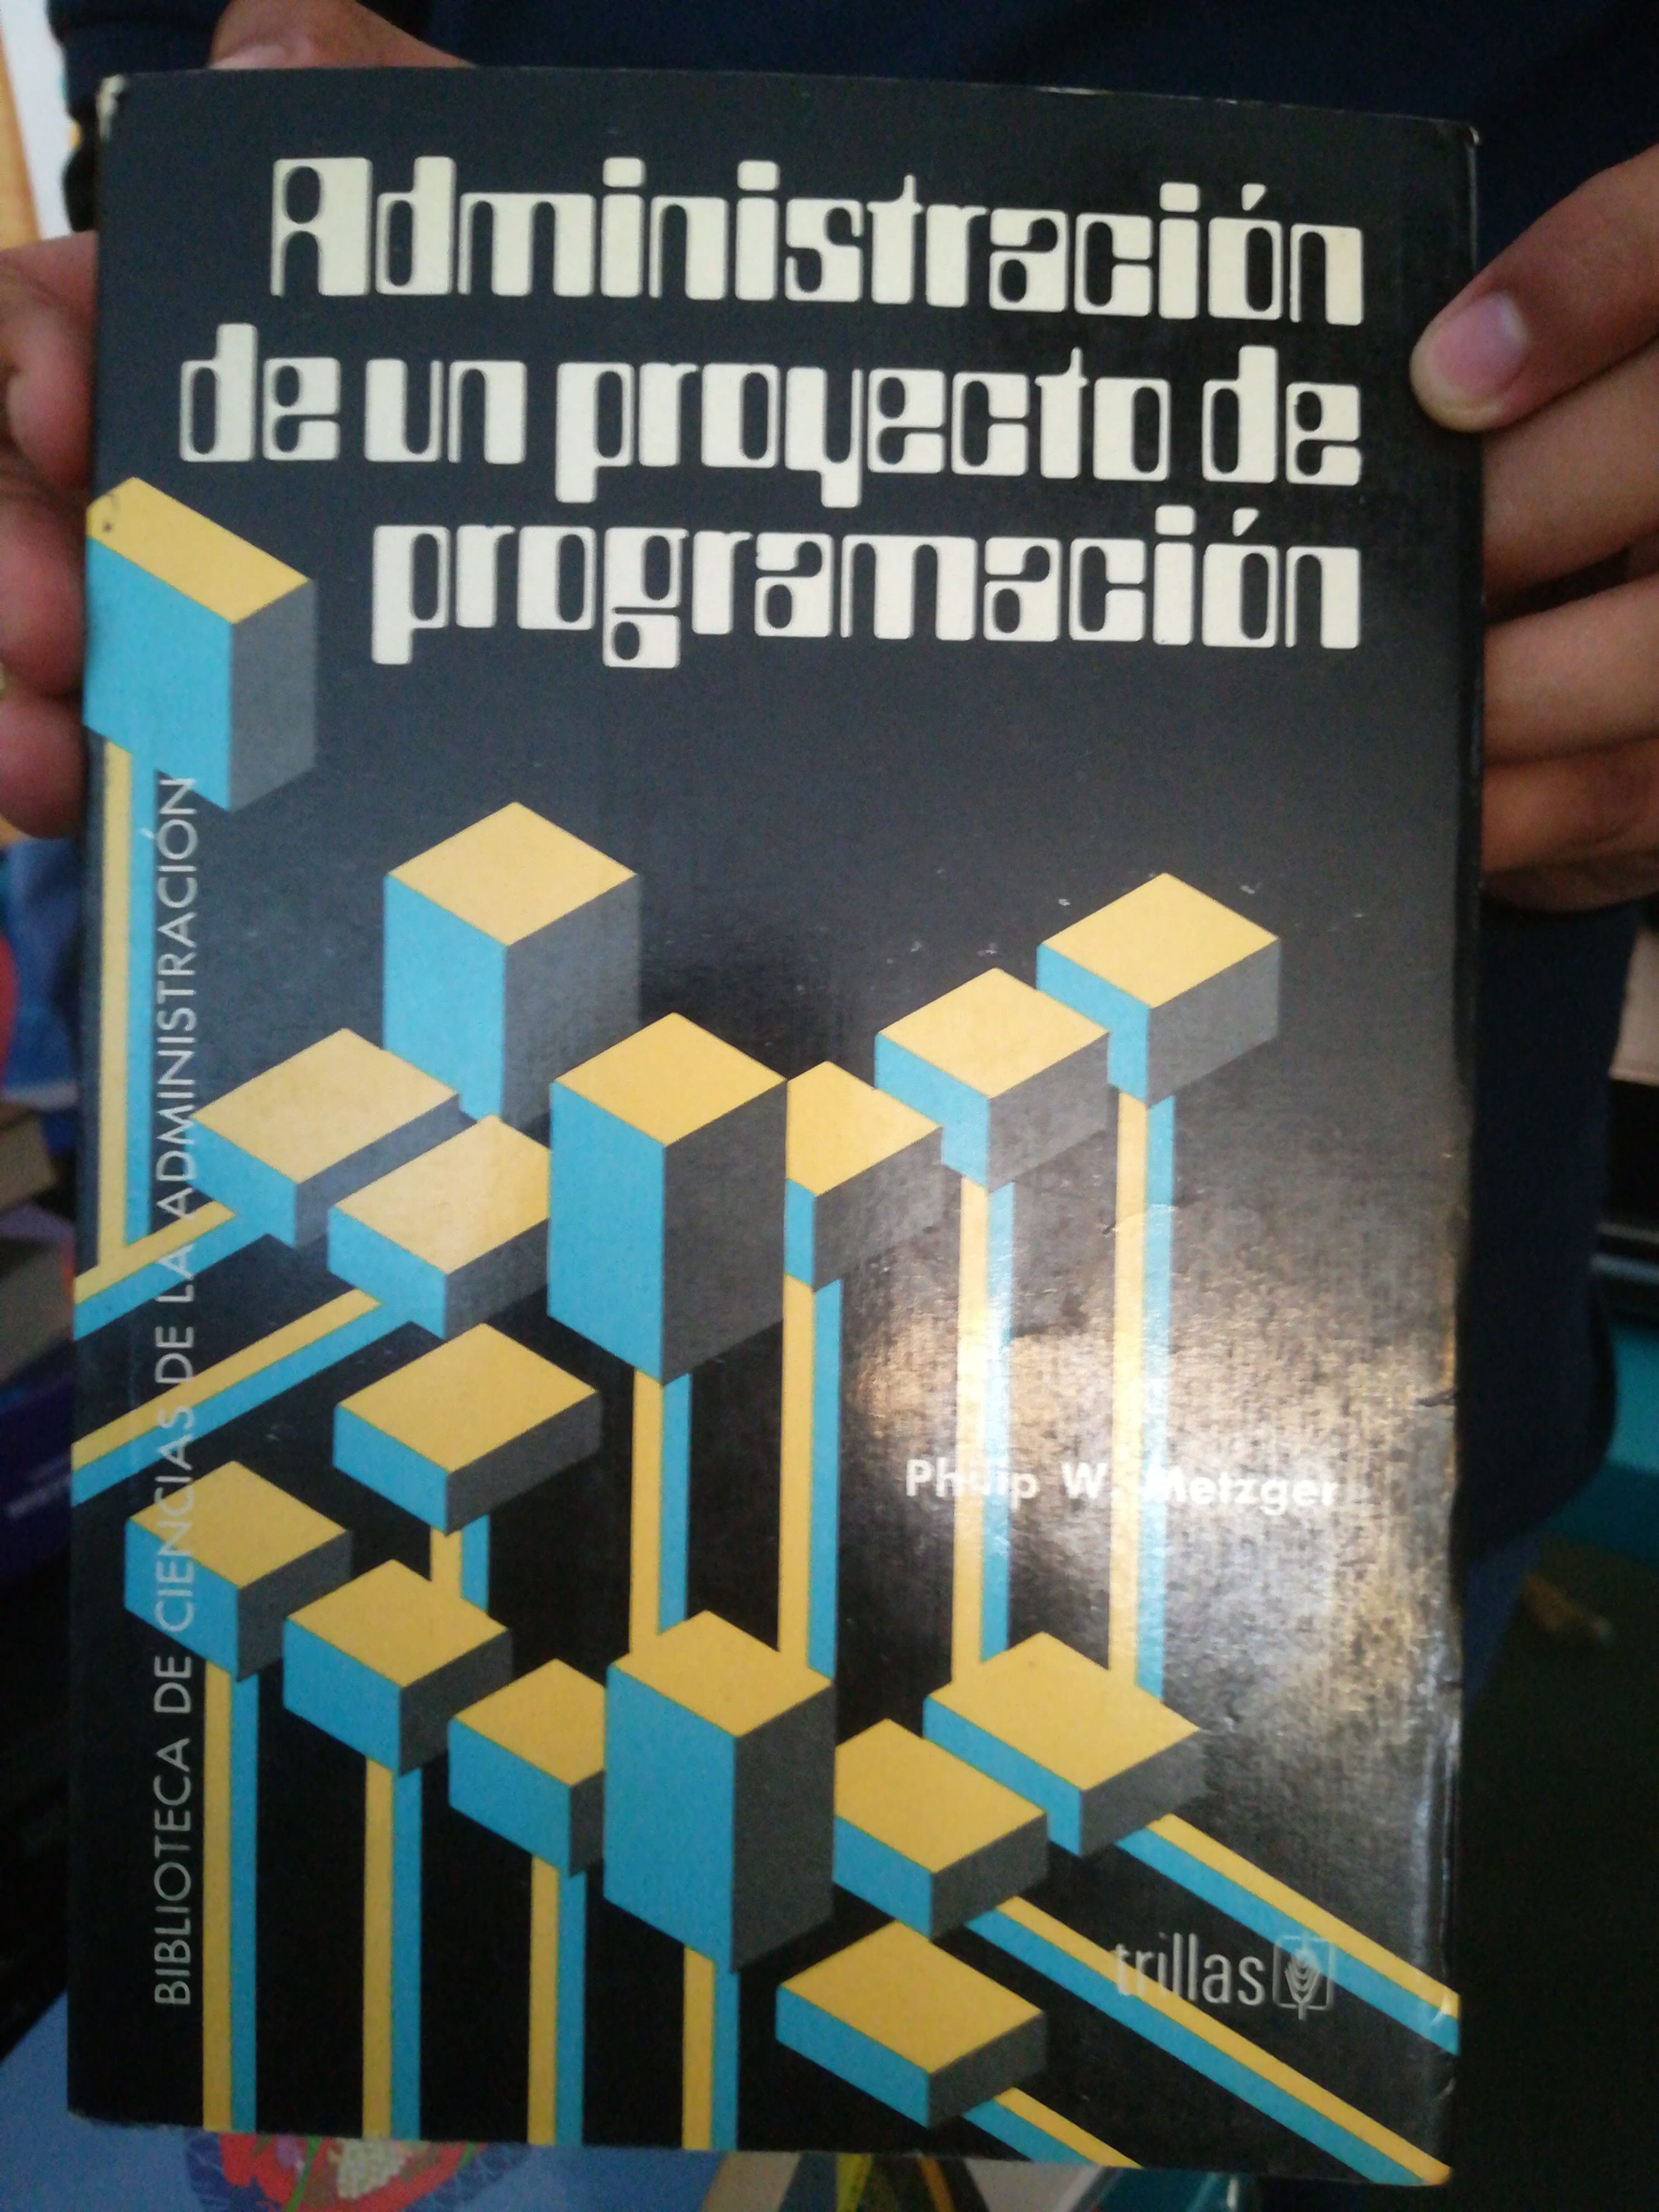 Administración
de un proyecto de
programación
BIBLIOTECA DE CIENCIAS DE LA ADMINISTRACIÓN
Philip W. Metzger
trillas